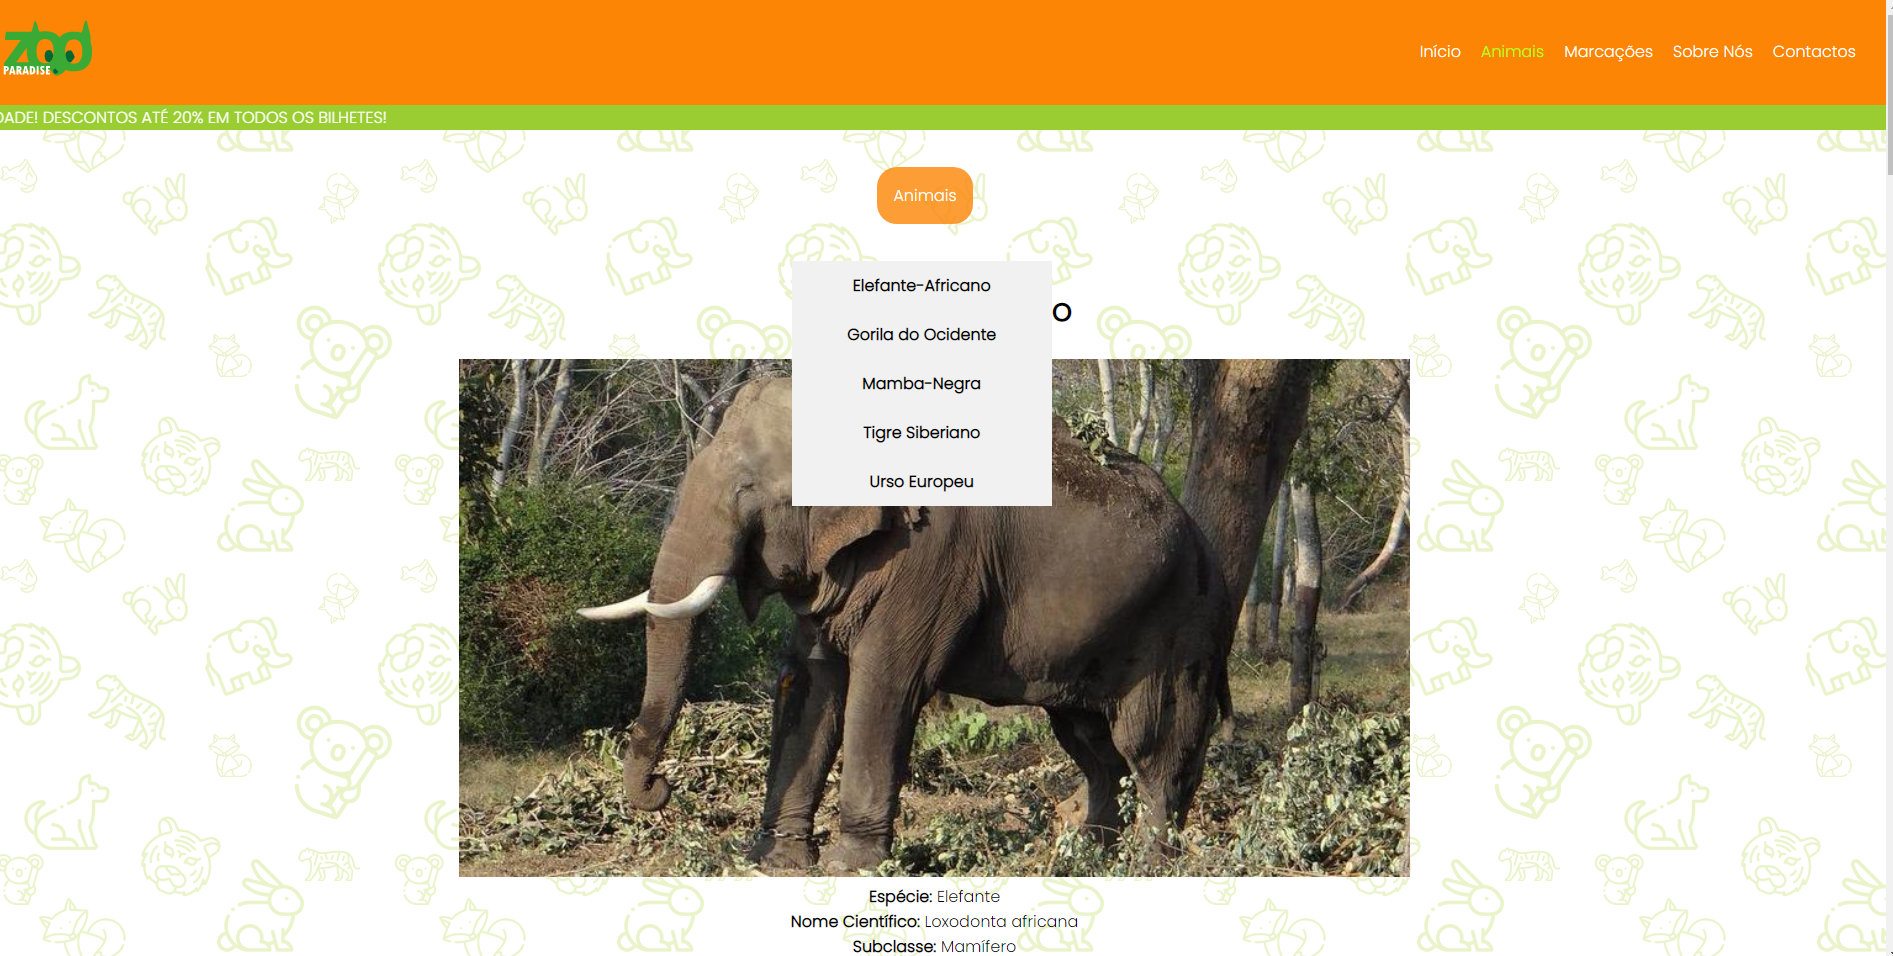 zoo
PARADISE
Início Animais Marcações Sobre Nós Contactos
DADE! DESCONTOS ATÉ 20% EM TODOS OS BILHETES!
Animais
Elefante-Africano
o
Gorila do Ocidente
Mamba-Negra
Tigre Siberiano
Urso Europeu
Espécie: Elefante
Nome Científico: Loxodonta africana
Subclasse: Mamífero